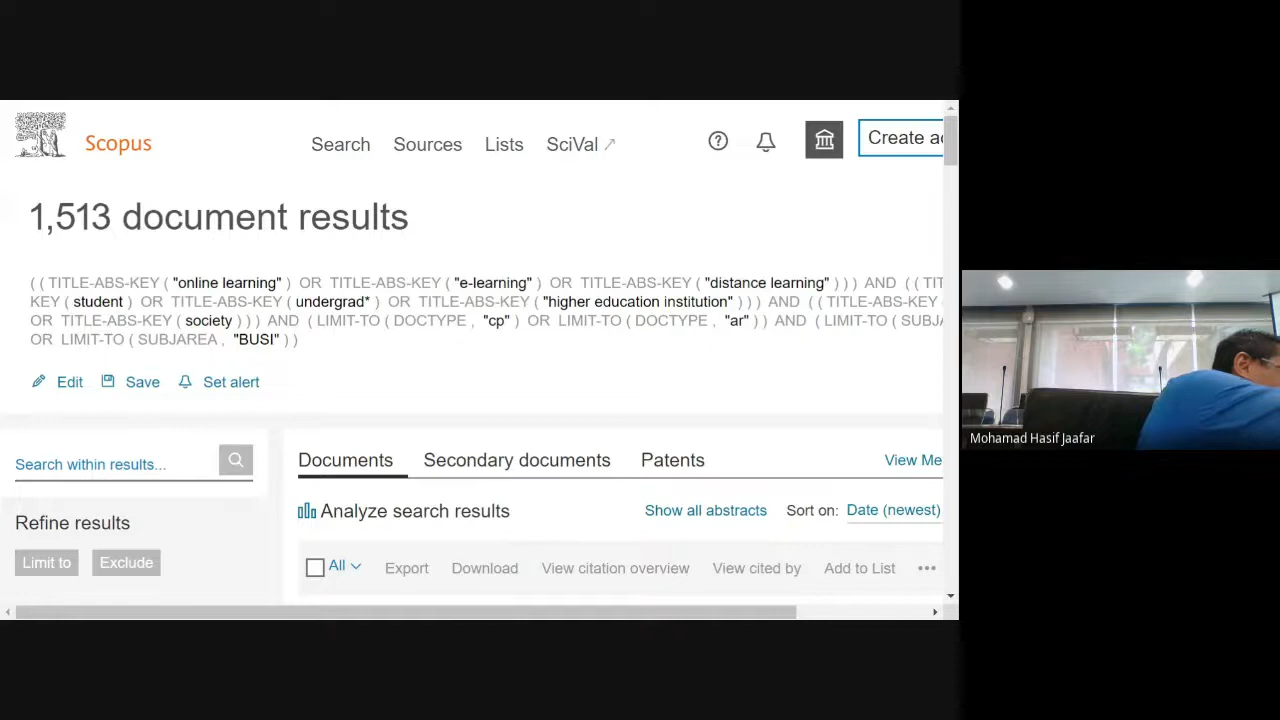 Scopus
Search Sources Lists SciVal ↗
Create ac
1,513 document results
( ( TITLE-ABS-KEY ( "online learning" ) OR TITLE-ABS-KEY ( "e-learning" ) OR TITLE-ABS-KEY ( "distance learning" ) ) ) AND ( ( TIT
KEY ( student ) OR TITLE-ABS-KEY ( undergrad* ) OR TITLE-ABS-KEY ( "higher education institution" ) ) ) AND ( ( TITLE-ABS-KEY (
OR TITLE-ABS-KEY ( society ) ) ) AND ( LIMIT-TO ( DOCTYPE , "cp" ) OR LIMIT-TO ( DOCTYPE , "ar" ) ) AND ( LIMIT-TO ( SUBJA
OR LIMIT-TO ( SUBJAREA , "BUSI" ) )
Edit Save Set alert
Search within results...
Refine results
Limit to Exclude
Documents Secondary documents Patents View Me
Analyze search results Show all abstracts Sort on: Date (newest)
All Export Download View citation overview View cited by Add to List •••
Mohamad Hasif Jaafar